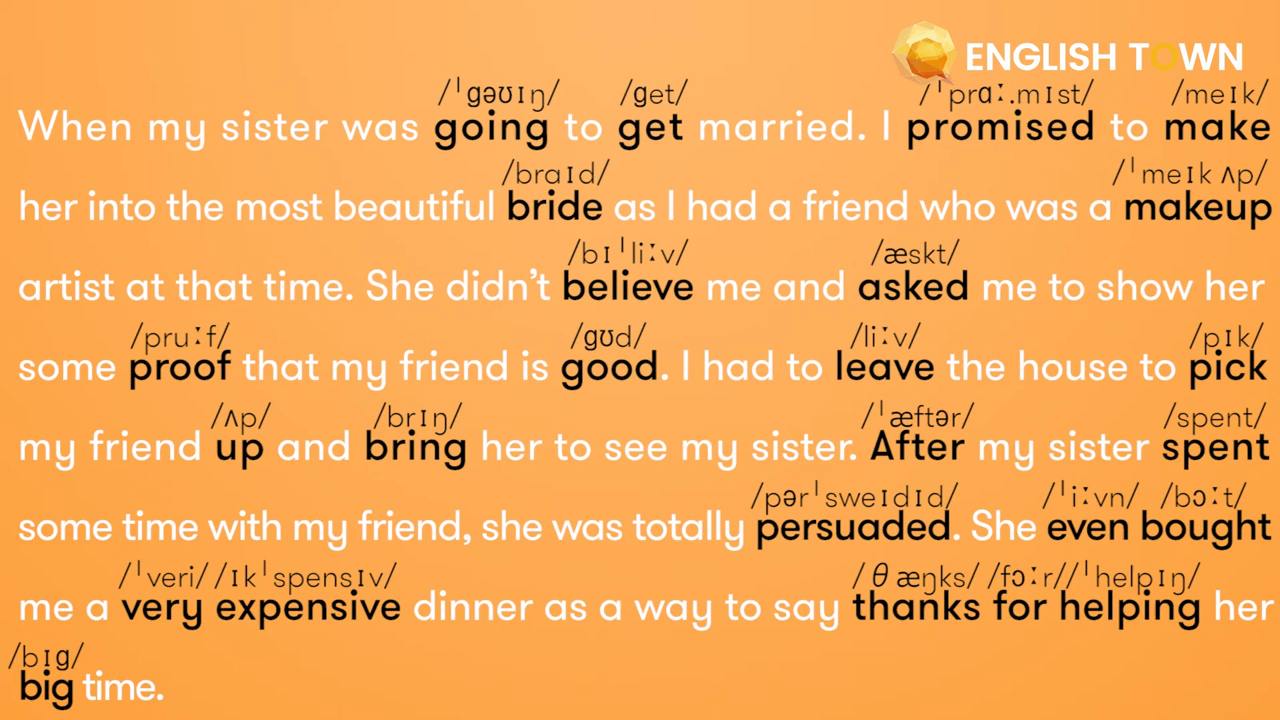 ENGLISH TOWN
/ˈɡəʊɪŋ/ /ɡet/ /ˈprɑː.mɪst/ /meɪk/
When my sister was going to get married. I promised to make
/braɪd/ /ˈmeɪk ʌp/
her into the most beautiful bride as I had a friend who was a makeup
/bɪˈliːv/ /æskt/
artist at that time. She didn't believe me and asked me to show her
/pruːf/ /ɡʊd/ /liːv/ /pɪk/
some proof that my friend is good. I had to leave the house to pick
/ʌp/ /brɪŋ/ /ˈæftər/ /spent/
my friend up and bring her to see my sister. After my sister spent
/pərˈsweɪdɪd/ /ˈiːvn/ /bɔːt/
some time with my friend, she was totally persuaded. She even bought
/ˈveri/ /ɪkˈspensɪv/ /θæŋks/ /fɔːr/ /ˈhelpɪŋ/
me a very expensive dinner as a way to say thanks for helping her
/bɪɡ/
big time.